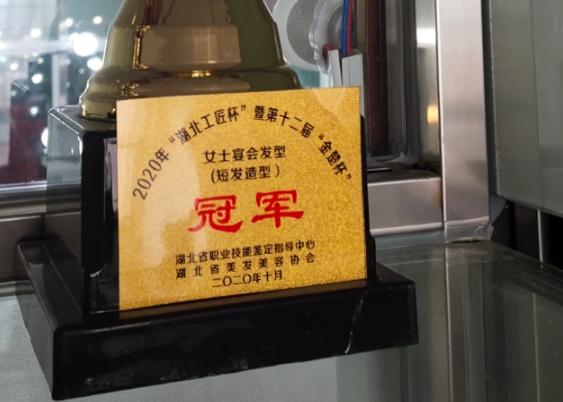 2020年“湖北工匠杯”暨第十二届“金楚杯”
女士宴会发型
(短发造型)
冠军
湖北省职业技能鉴定指导中心
湖北省美发美容协会
二〇二〇年十月